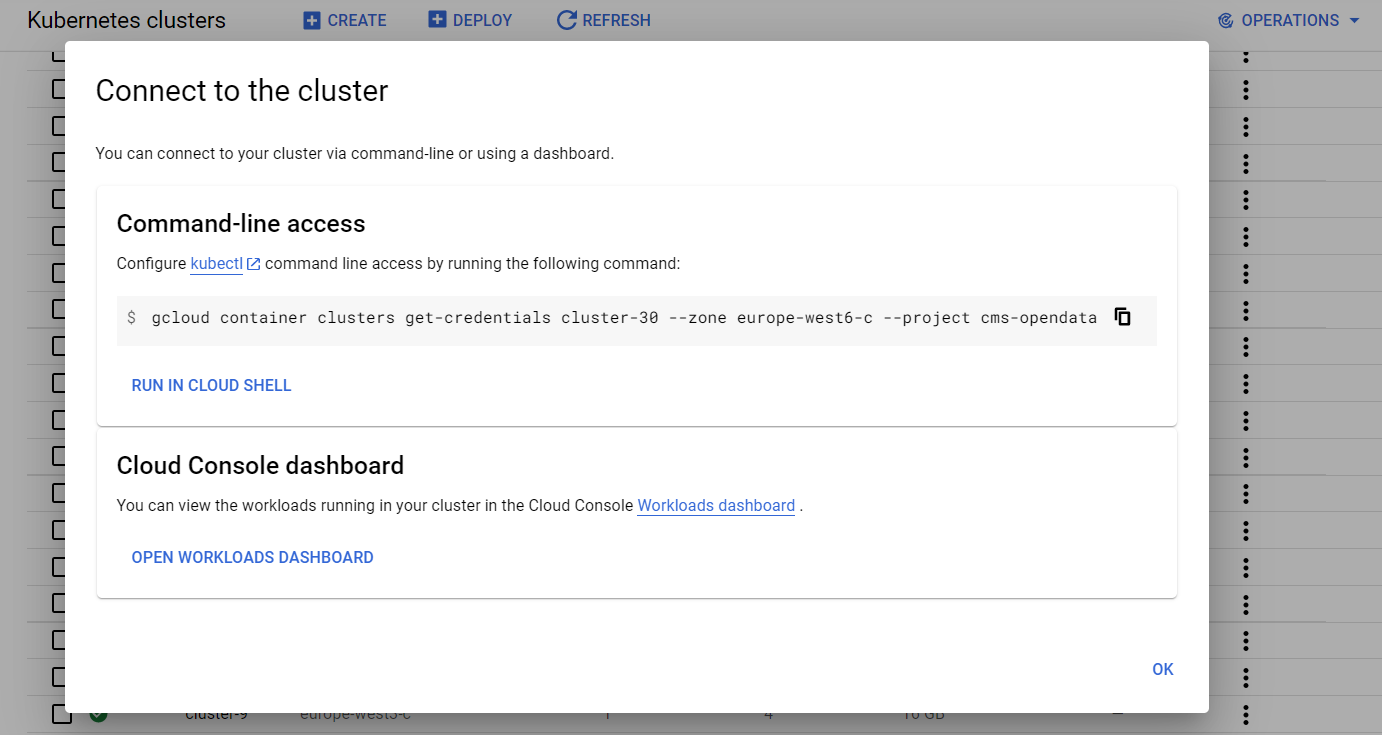 Kubernetes clusters CREATE DEPLOY REFRESH OPERATIONS
Connect to the cluster
You can connect to your cluster via command-line or using a dashboard.
Command-line access
Configure kubectl command line access by running the following command:
$ gcloud container clusters get-credentials cluster-30 --zone europe-west6-c --project cms-opendata
RUN IN CLOUD SHELL
Cloud Console dashboard
You can view the workloads running in your cluster in the Cloud Console Workloads dashboard .
OPEN WORKLOADS DASHBOARD
OK
cluster-9 europe-west3-c 1 4 16 GB —